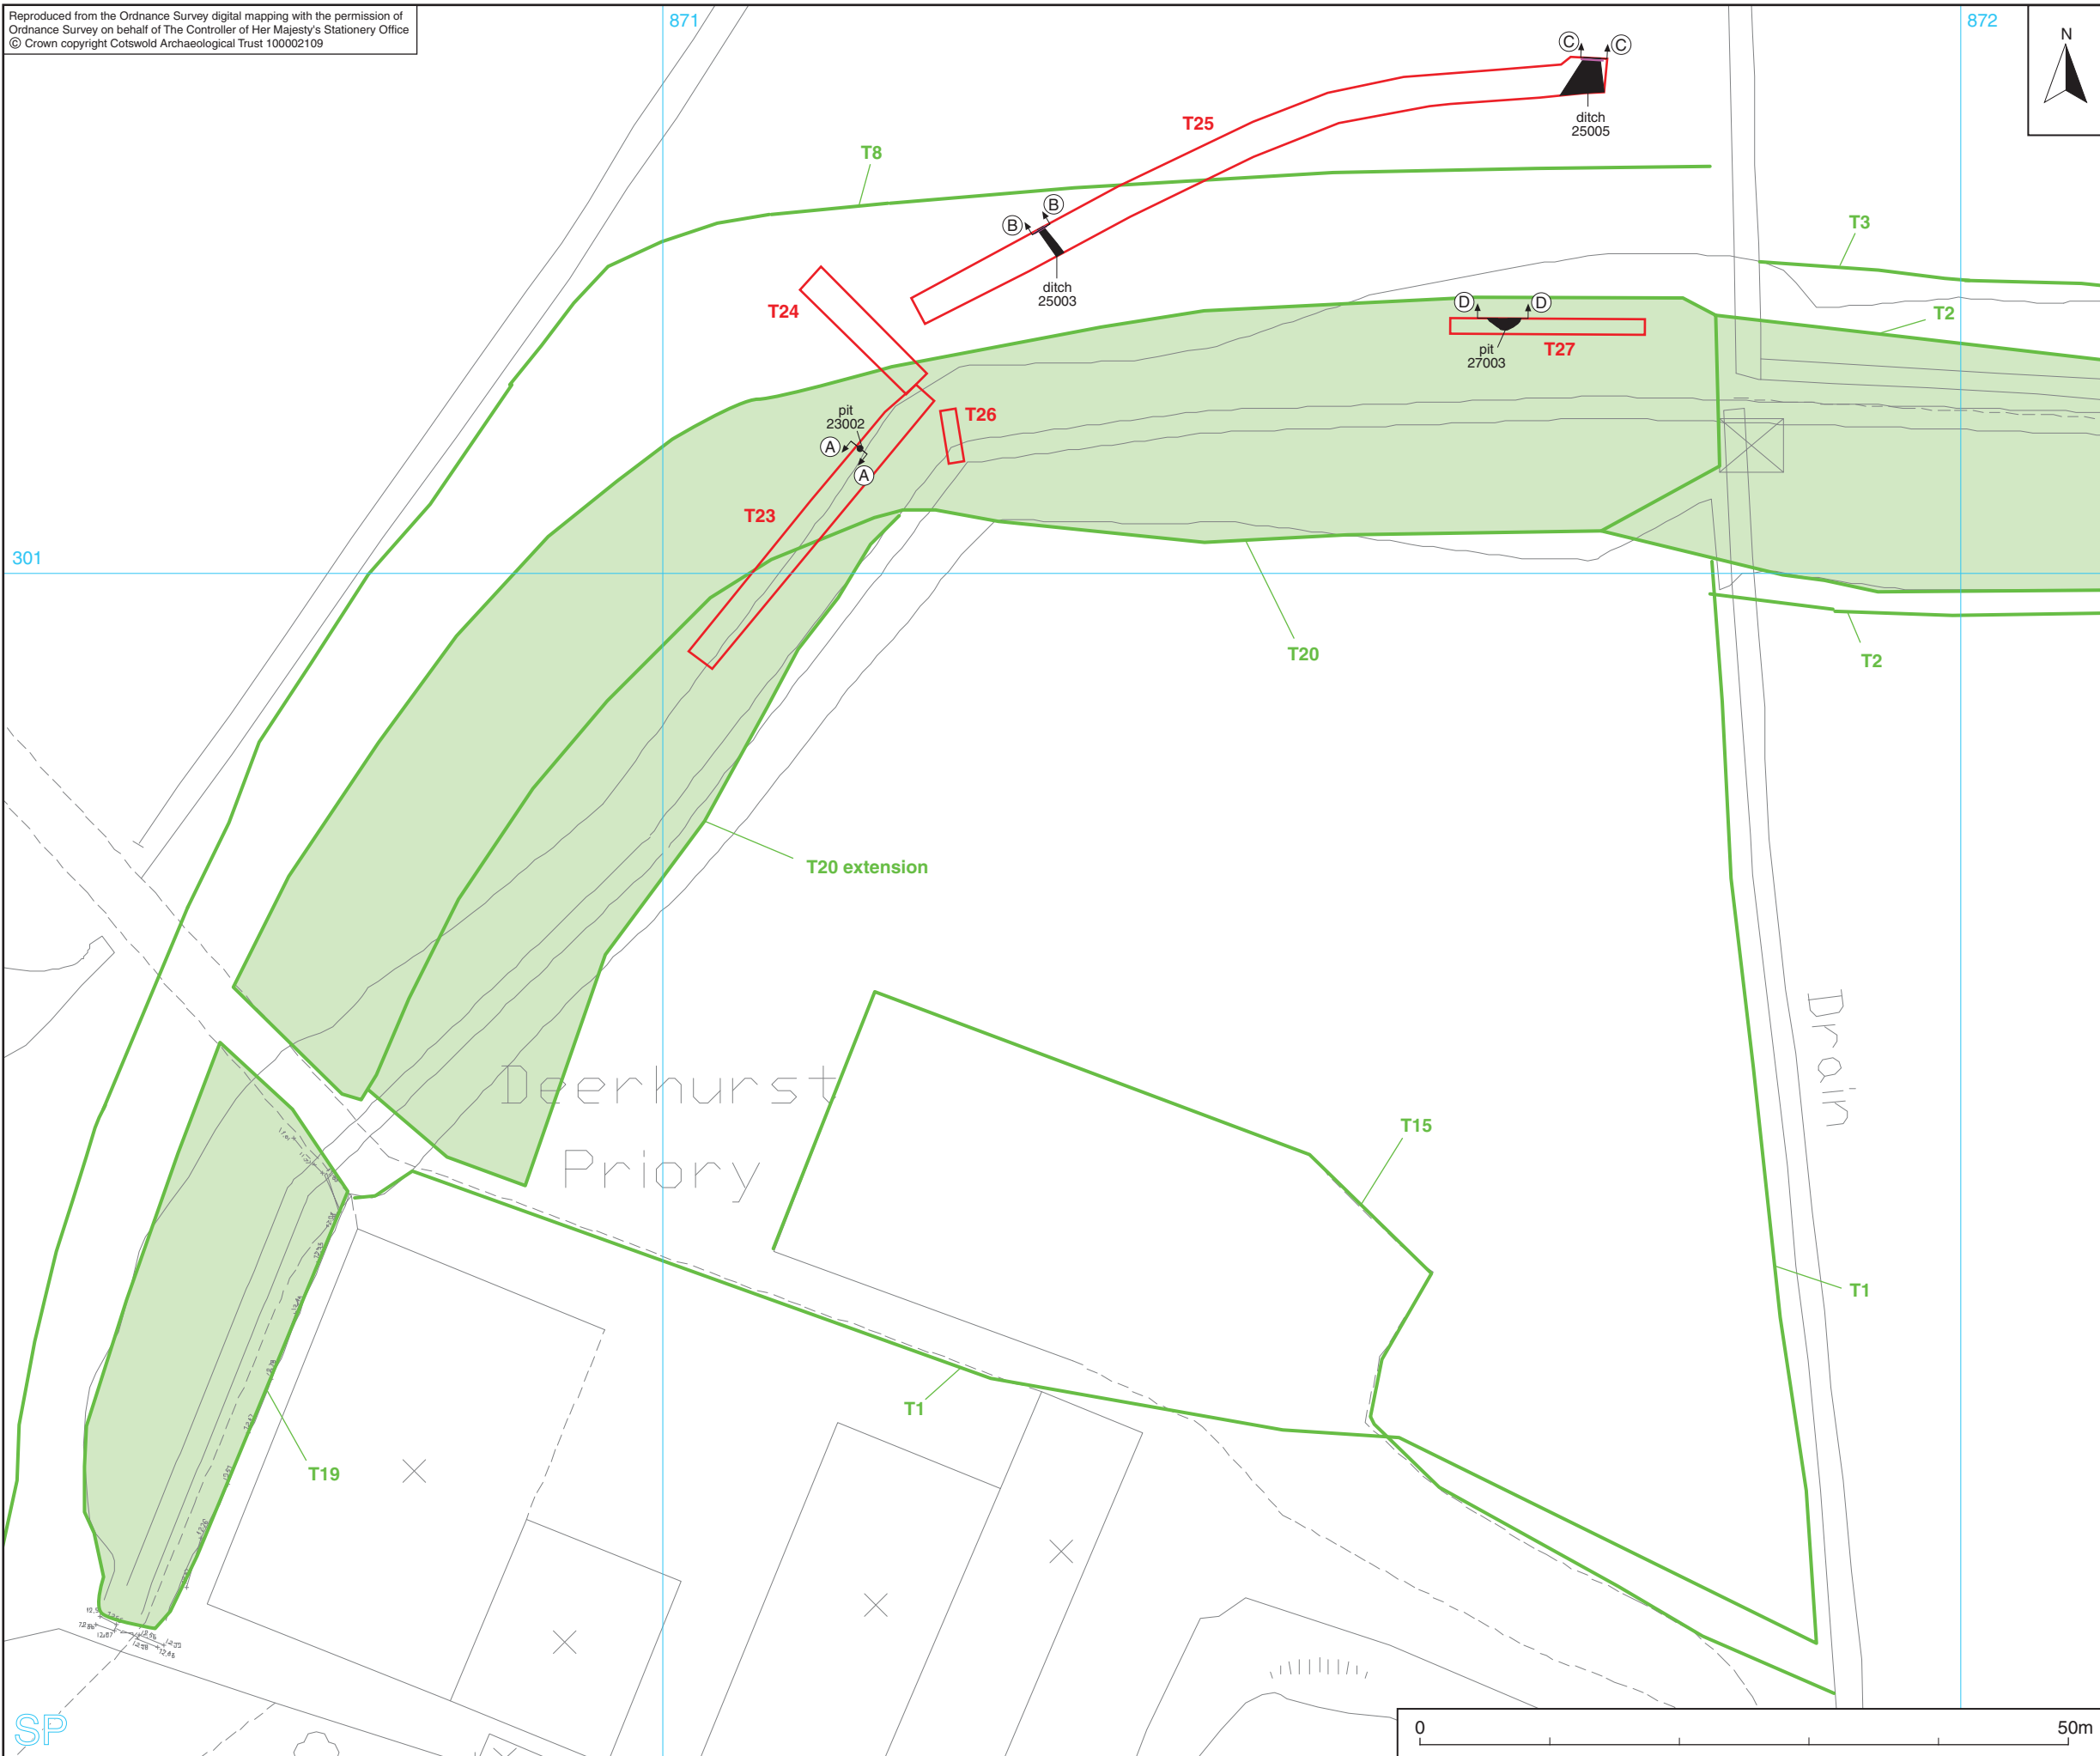 Reproduced from the Ordnance Survey digital mapping with the permission of
Ordnance Survey on behalf of The Controller of Her Majesty's Stationery Office
© Crown copyright Cotswold Archaeological Trust 100002109
871
872
N
C C
ditch
25005
T25
T8
B B
ditch
25003
T3
T24
D D
pit
27003
T27
T2
T26
pit
23002
A
A
T23
301
T20
T2
T20 extension
Drain
Deerhurst
Priory
T15
T1
T1
T19
SP
0 50m